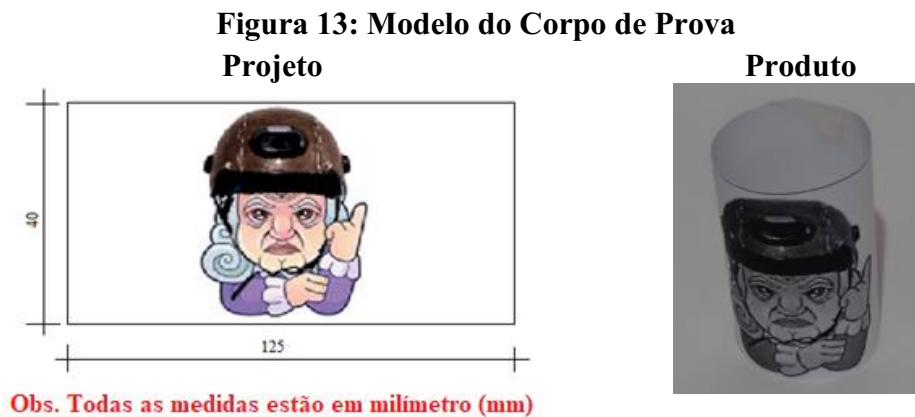 Figura 13: Modelo do Corpo de Prova
Projeto
Produto
40
125
Obs. Todas as medidas estão em milímetro (mm)